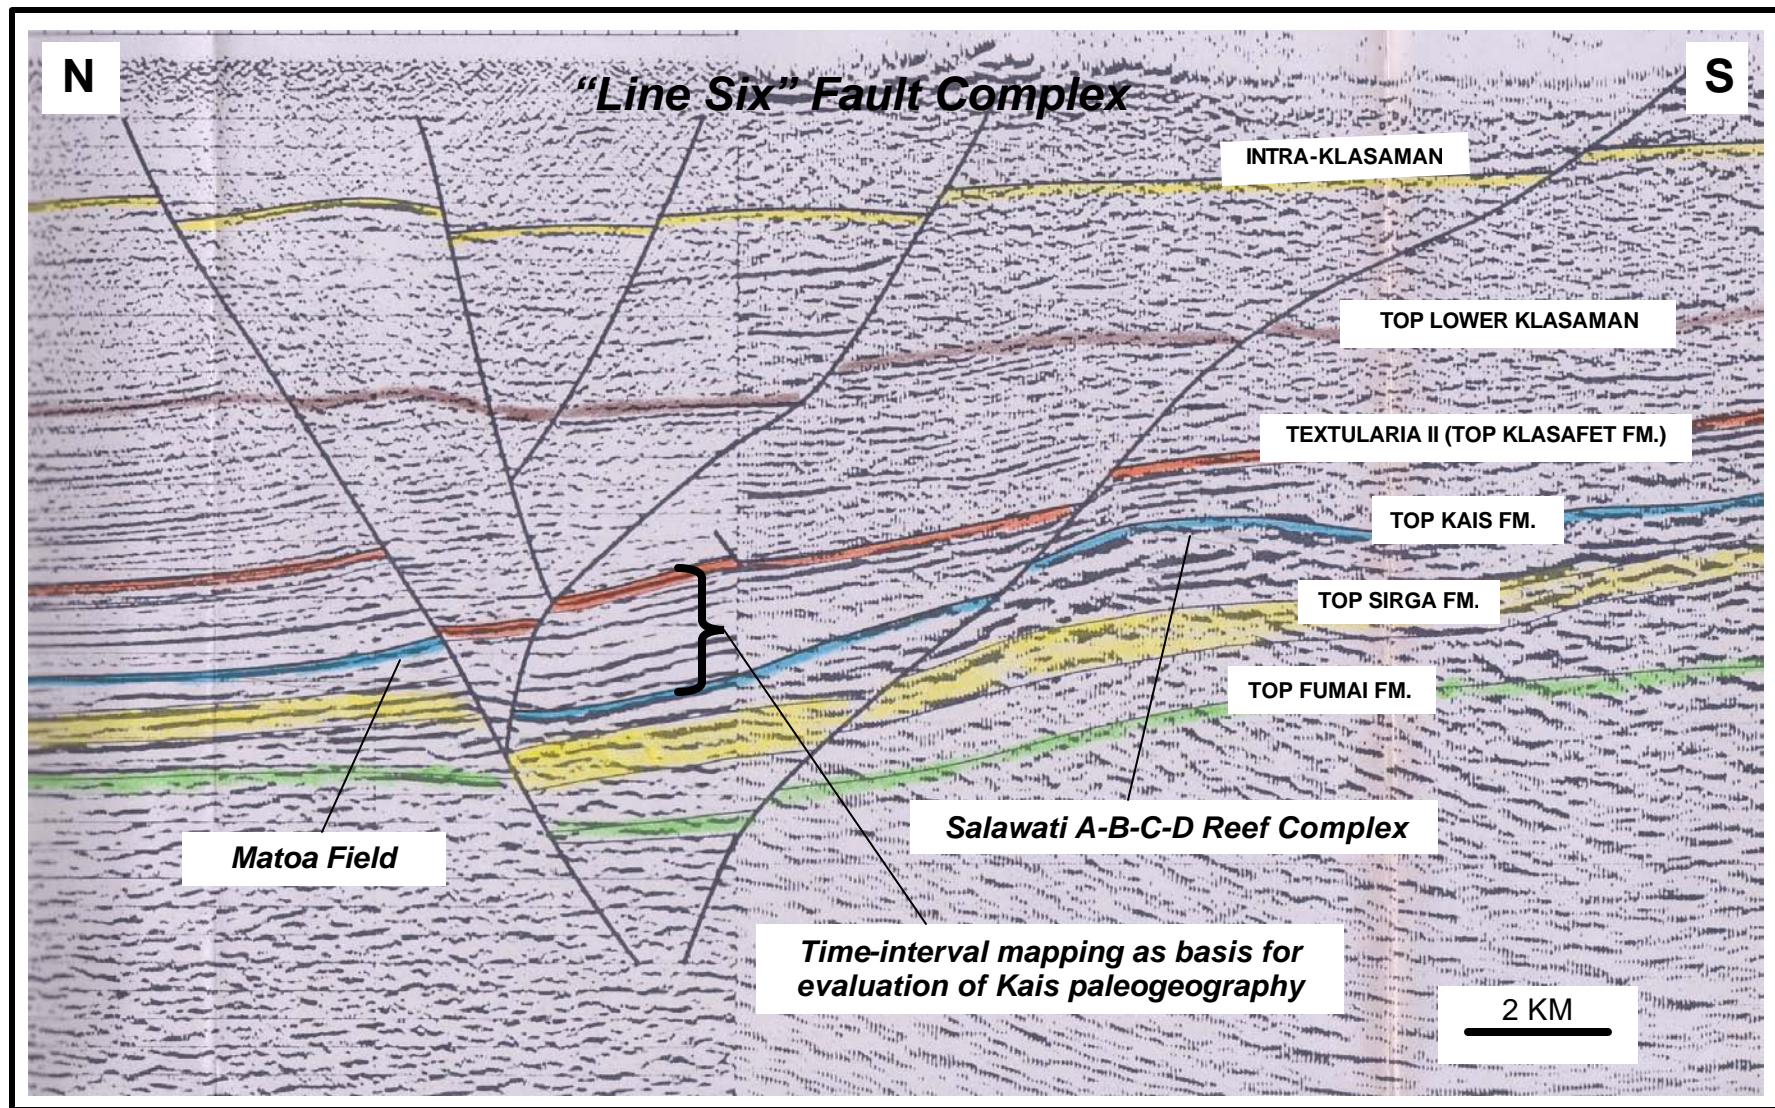 N
“Line Six” Fault Complex
S
INTRA-KLASAMAN
TOP LOWER KLASAMAN
TEXTULARIA II (TOP KLASAFET FM.)
TOP KAIS FM.
TOP SIRGA FM.
TOP FUMAI FM.
Salawati A-B-C-D Reef Complex
Matoa Field
Time-interval mapping as basis for
evaluation of Kais paleogeography
2 KM